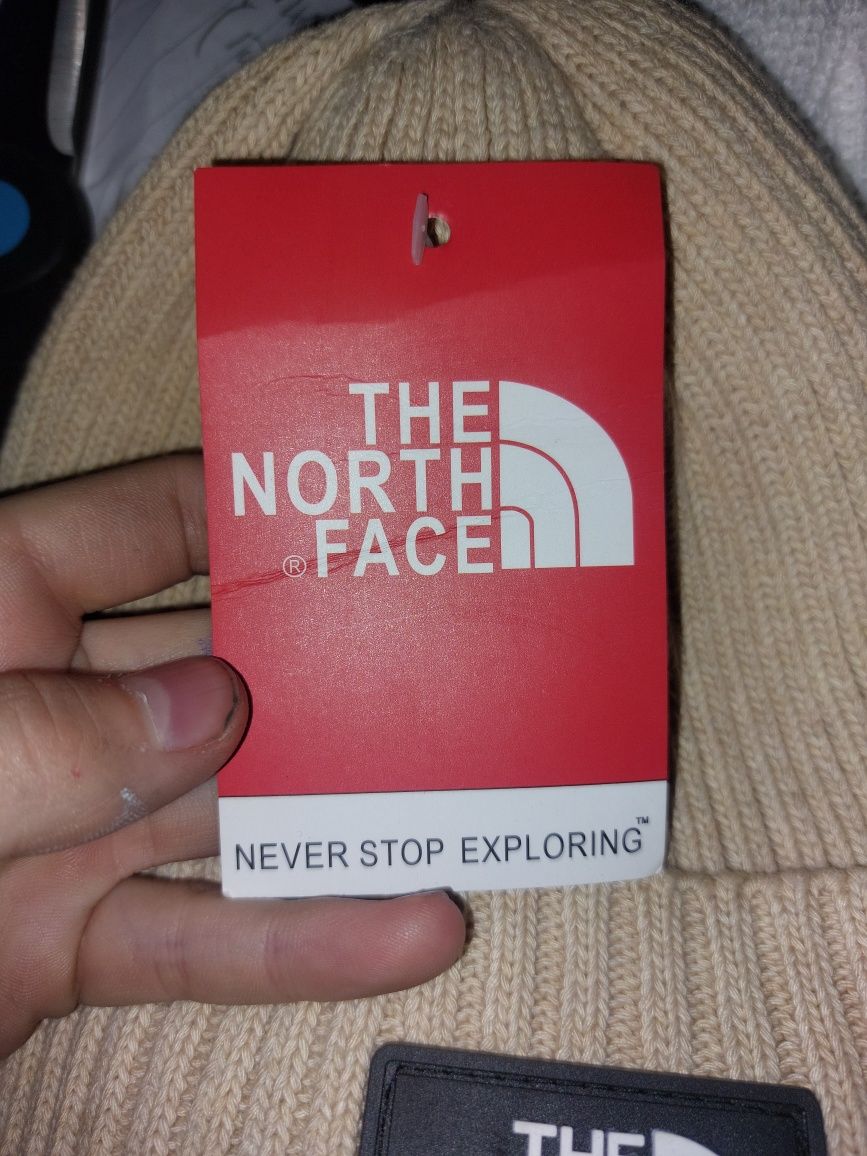 THE
NORTH
® FACE
NEVER STOP EXPLORING™
THE